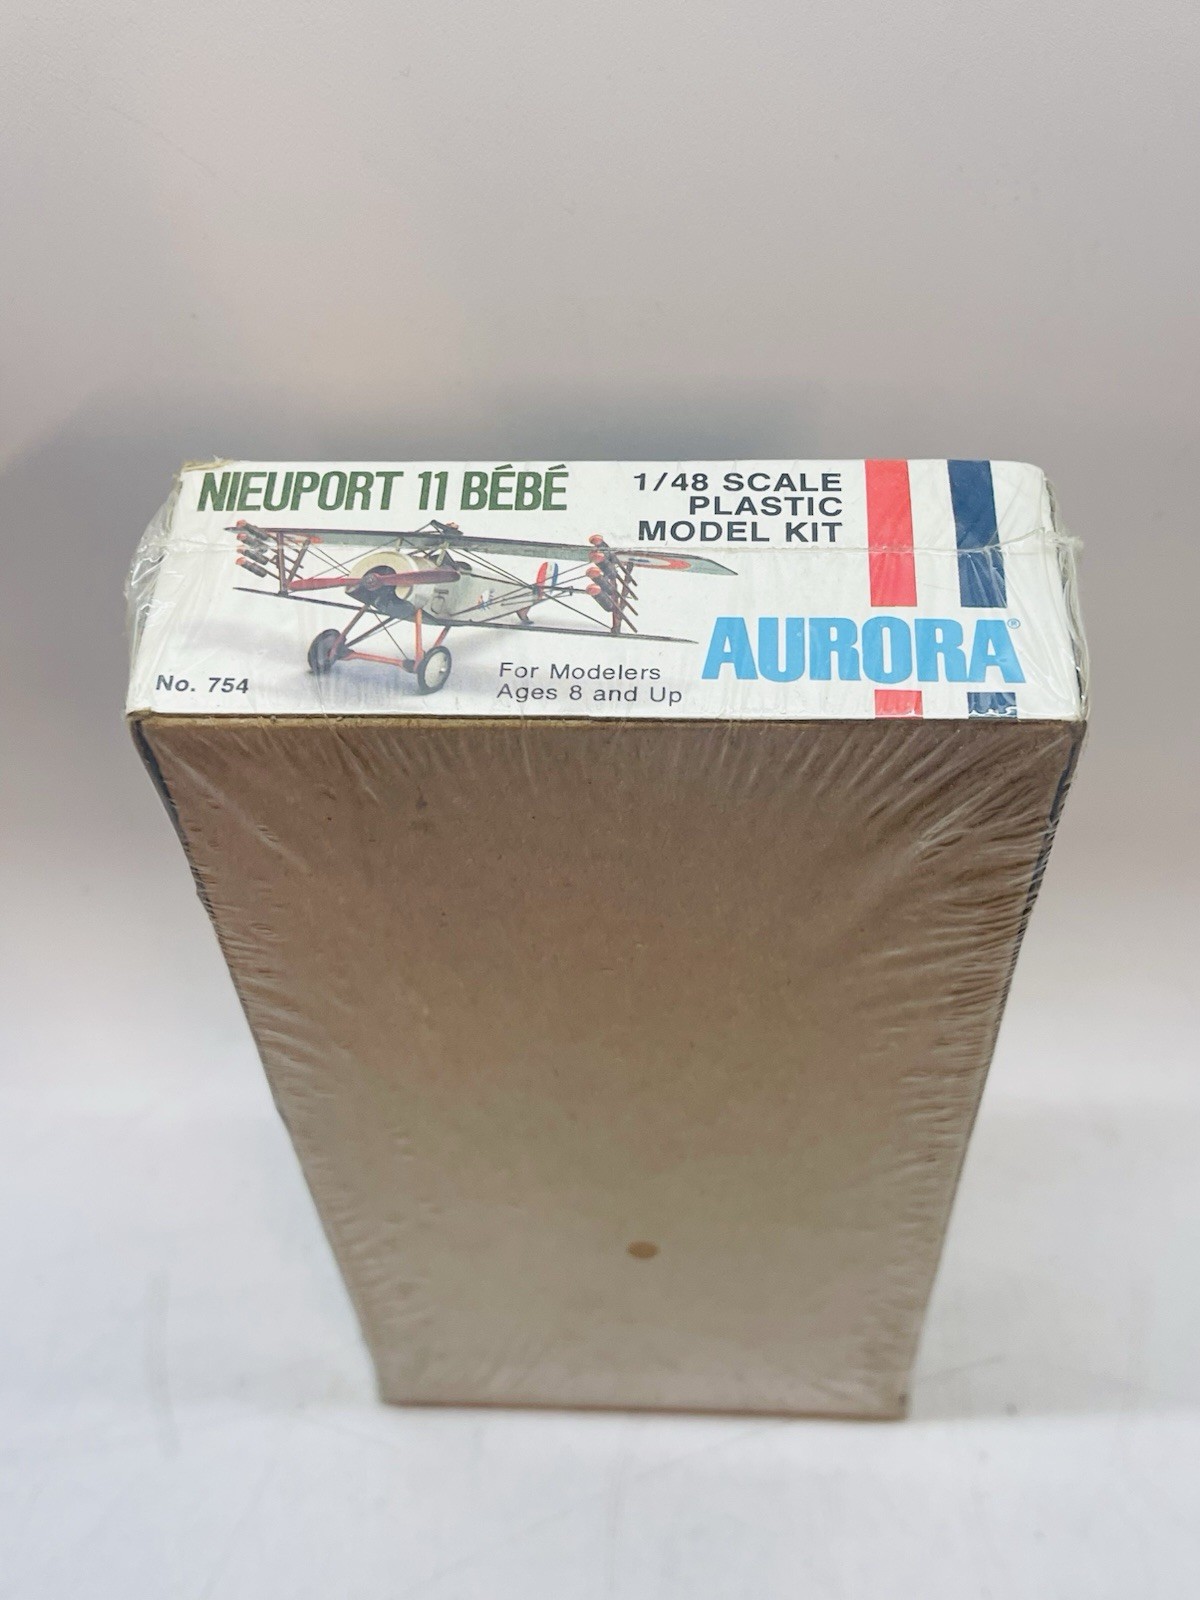 NIEUPORT 11 BÉBÉ
1/48 SCALE
PLASTIC
MODEL KIT
AURORA®
For Modelers
Ages 8 and Up
No. 754